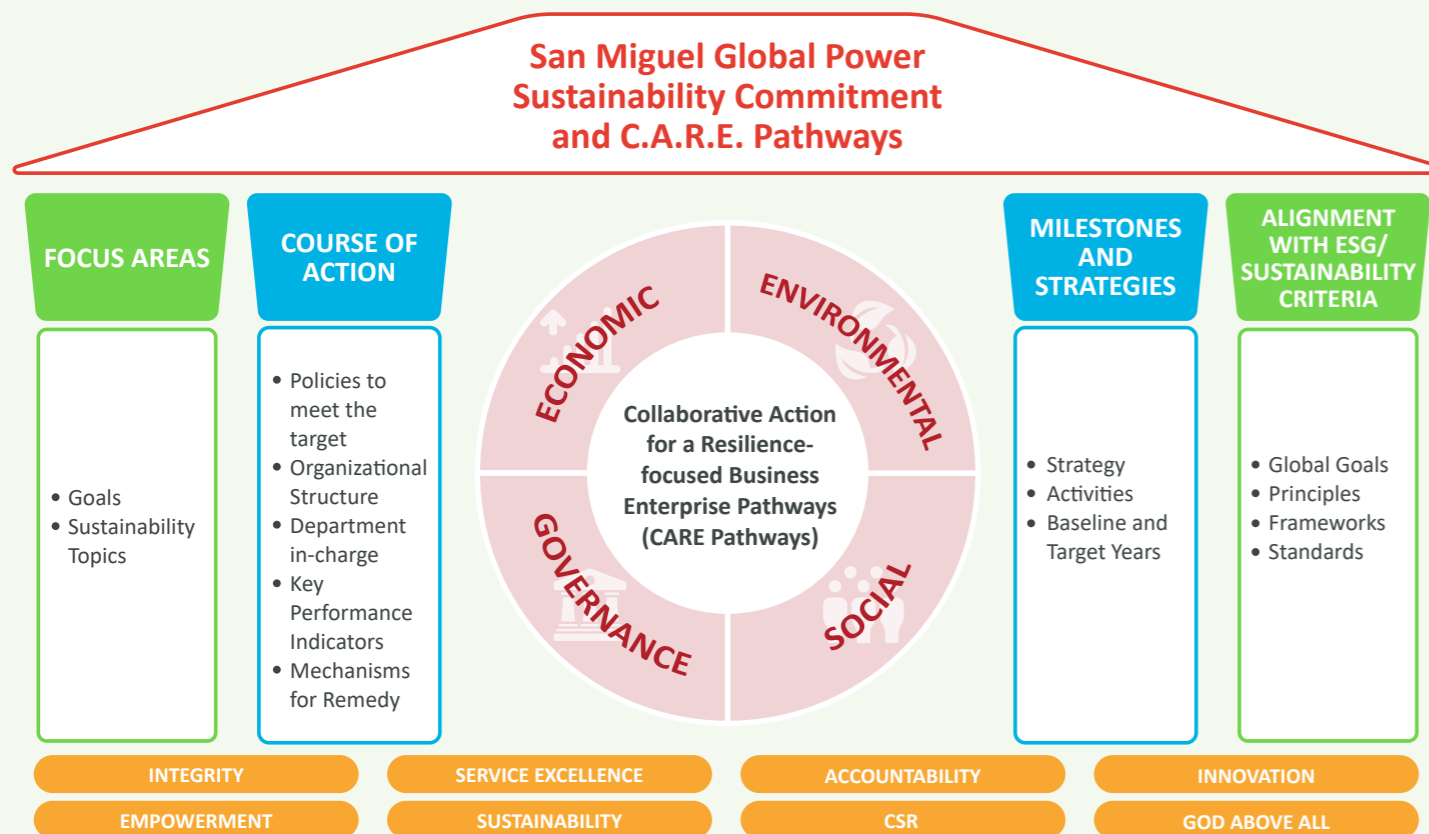 San Miguel Global Power
Sustainability Commitment
and C.A.R.E. Pathways
FOCUS AREAS
• Goals
• Sustainability
Topics
COURSE OF
ACTION
• Policies to
meet the
target
• Organizational
Structure
• Department
in-charge
• Key
Performance
Indicators
• Mechanisms
for Remedy
ECONOMIC
ENVIRONMENTAL
GOVERNANCE
SOCIAL
Collaborative Action
for a Resilience-
focused Business
Enterprise Pathways
(CARE Pathways)
MILESTONES
AND
STRATEGIES
• Strategy
• Activities
• Baseline and
Target Years
ALIGNMENT
WITH ESG/
SUSTAINABILITY
CRITERIA
• Global Goals
• Principles
• Frameworks
• Standards
INTEGRITY
SERVICE EXCELLENCE
ACCOUNTABILITY
INNOVATION
EMPOWERMENT
SUSTAINABILITY
CSR
GOD ABOVE ALL